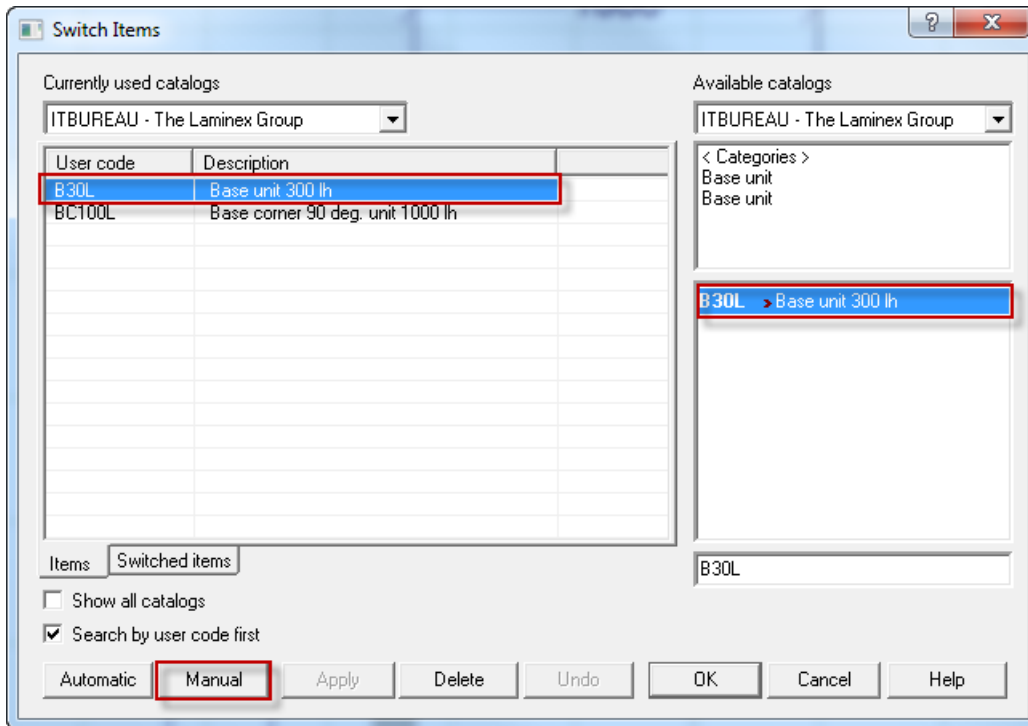 Switch Items
Currently used catalogs
Available catalogs
ITBUREAU - The Laminex Group
ITBUREAU - The Laminex Group
User code Description
B30L Base unit 300 lh
BC100L Base corner 90 deg. unit 1000 lh
< Categories >
Base unit
Base unit
B30L Base unit 300 lh
B30L
Items Switched items
Show all catalogs
Search by user code first
Automatic Manual Apply Delete Undo OK Cancel Help